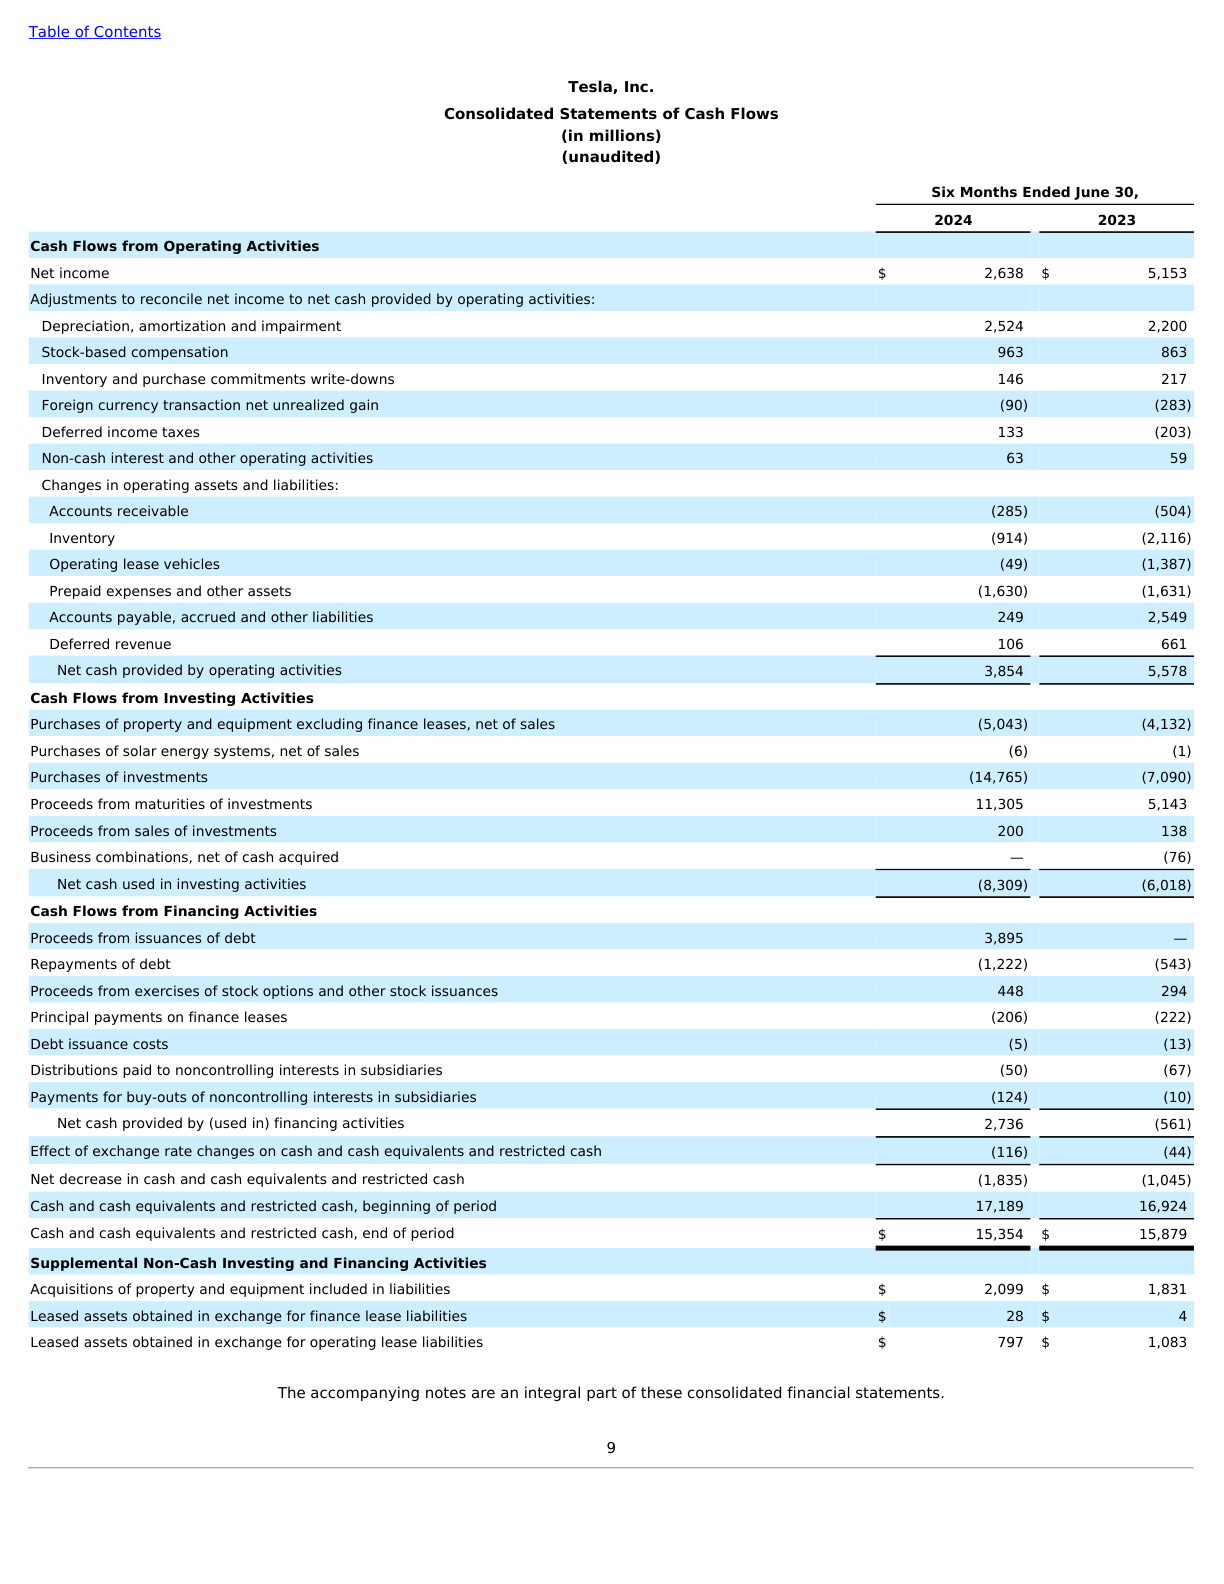 Table of Contents
Tesla, Inc.
Consolidated Statements of Cash Flows
(in millions)
(unaudited)
Six Months Ended June 30,
2024 2023
Cash Flows from Operating Activities
Net income $ 2,638 $ 5,153
Adjustments to reconcile net income to net cash provided by operating activities:
Depreciation, amortization and impairment 2,524 2,200
Stock-based compensation 963 863
Inventory and purchase commitments write-downs 146 217
Foreign currency transaction net unrealized gain (90) (283)
Deferred income taxes 133 (203)
Non-cash interest and other operating activities 63 59
Changes in operating assets and liabilities:
Accounts receivable (285) (504)
Inventory (914) (2,116)
Operating lease vehicles (49) (1,387)
Prepaid expenses and other assets (1,630) (1,631)
Accounts payable, accrued and other liabilities 249 2,549
Deferred revenue 106 661
Net cash provided by operating activities 3,854 5,578
Cash Flows from Investing Activities
Purchases of property and equipment excluding finance leases, net of sales (5,043) (4,132)
Purchases of solar energy systems, net of sales (6) (1)
Purchases of investments (14,765) (7,090)
Proceeds from maturities of investments 11,305 5,143
Proceeds from sales of investments 200 138
Business combinations, net of cash acquired — (76)
Net cash used in investing activities (8,309) (6,018)
Cash Flows from Financing Activities
Proceeds from issuances of debt 3,895 —
Repayments of debt (1,222) (543)
Proceeds from exercises of stock options and other stock issuances 448 294
Principal payments on finance leases (206) (222)
Debt issuance costs (5) (13)
Distributions paid to noncontrolling interests in subsidiaries (50) (67)
Payments for buy-outs of noncontrolling interests in subsidiaries (124) (10)
Net cash provided by (used in) financing activities 2,736 (561)
Effect of exchange rate changes on cash and cash equivalents and restricted cash (116) (44)
Net decrease in cash and cash equivalents and restricted cash (1,835) (1,045)
Cash and cash equivalents and restricted cash, beginning of period 17,189 16,924
Cash and cash equivalents and restricted cash, end of period $ 15,354 $ 15,879
Supplemental Non-Cash Investing and Financing Activities
Acquisitions of property and equipment included in liabilities $ 2,099 $ 1,831
Leased assets obtained in exchange for finance lease liabilities $ 28 $ 4
Leased assets obtained in exchange for operating lease liabilities $ 797 $ 1,083
The accompanying notes are an integral part of these consolidated financial statements.
9